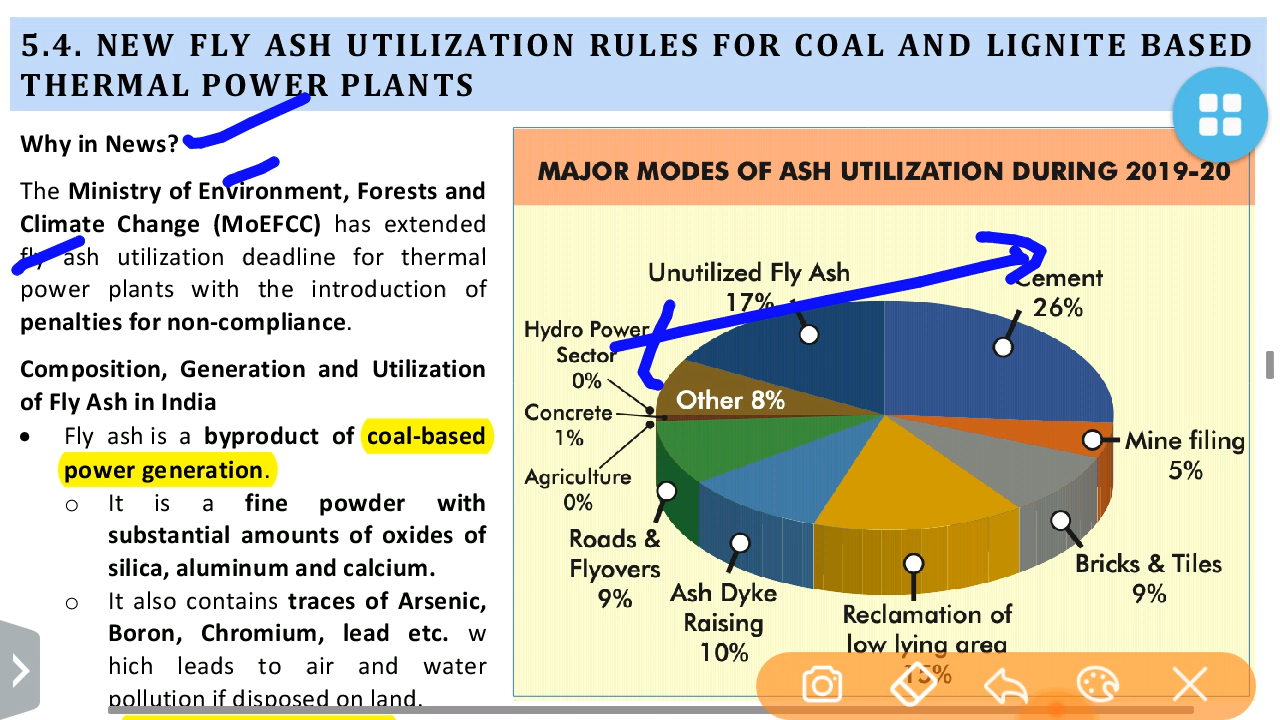 5.4. NEW FLY ASH UTILIZATION RULES FOR COAL AND LIGNITE BASED
THERMAL POWER PLANTS
Why in News?
The Ministry of Environment, Forests and
Climate Change (MoEFCC) has extended
fly ash utilization deadline for thermal
power plants with the introduction of
penalties for non-compliance.
Composition, Generation and Utilization
of Fly Ash in India
• Fly ash is a byproduct of coal-based
power generation.
o It is a fine powder with
substantial amounts of oxides of
silica, aluminum and calcium.
o It also contains traces of Arsenic,
Boron, Chromium, lead etc. w
hich leads to air and water
pollution if disposed on land.
MAJOR MODES OF ASH UTILIZATION DURING 2019-20
Unutilized Fly Ash
17%
Cement
26%
Hydro Power
Sector
0%
Other 8%
Concrete
1%
Mine filing
5%
Agriculture
0%
Roads &
Flyovers
9%
Ash Dyke
Raising
10%
Reclamation of
low lying area
15%
Bricks & Tiles
9%